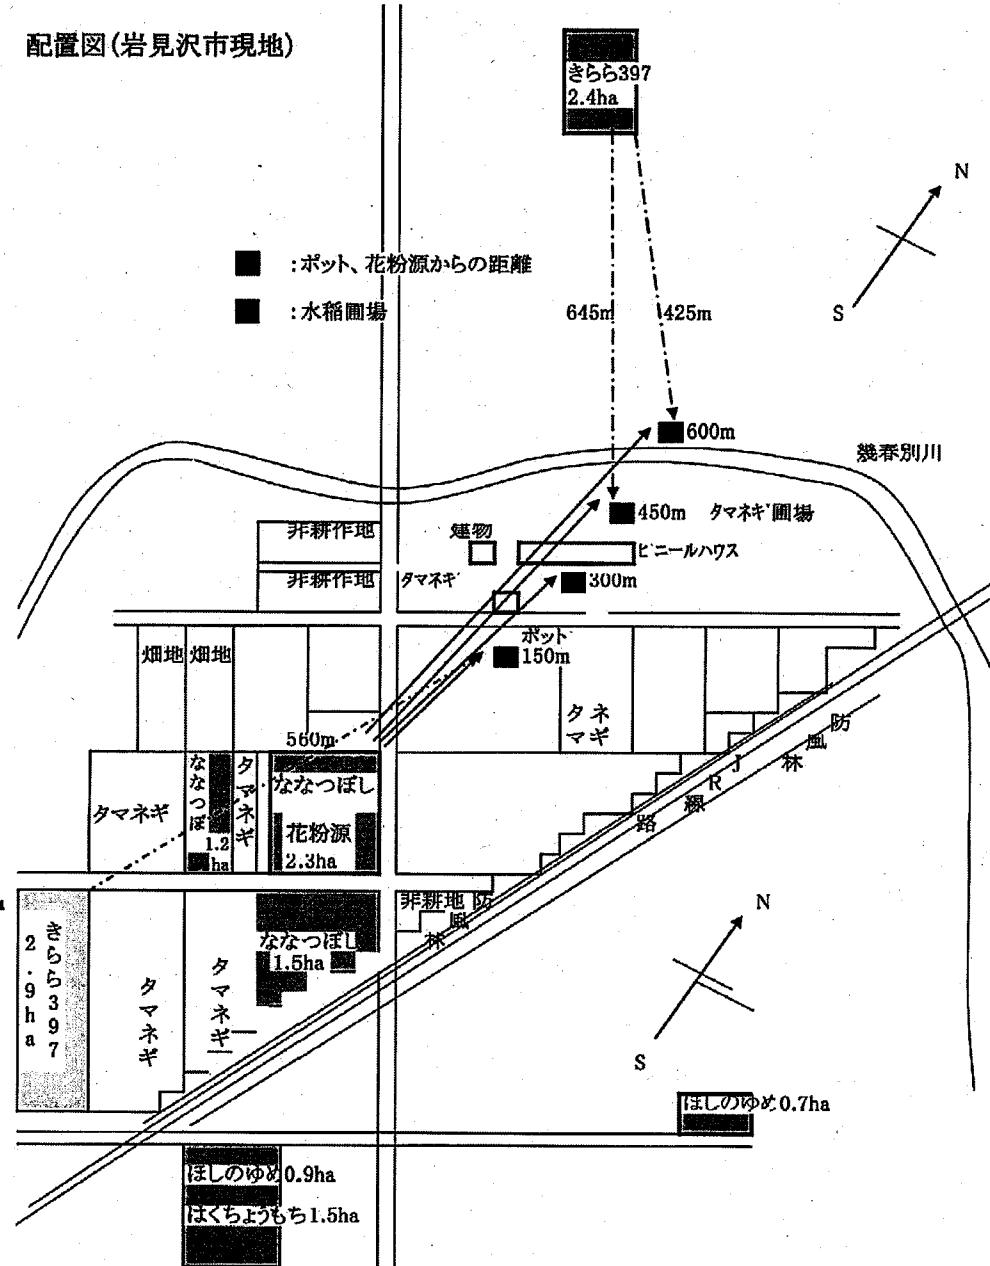 配置図(岩見沢市現地)
きらら397
2.4ha
N
S
■ :ポット、花粉源からの距離
■ :水稲圃場
645m
425m
600m
幾春別川
450m タマネギ圃場
非耕作地
建物
ビニールハウス
非耕作地
タマネギ
300m
ポット
150m
畑地
畑地
タマネギ
560m
ななつぼし
花粉源
2.3ha
タマネギ
ななつぼ
1.2
ha
タマネギ
防風林
JR線路
非耕地
防風林
ななつぼし
1.5ha
きらら397
2.9ha
タマネギ
タマネギ
N
S
ほしのゆめ0.7ha
ほしのゆめ0.9ha
はくちょうもち1.5ha